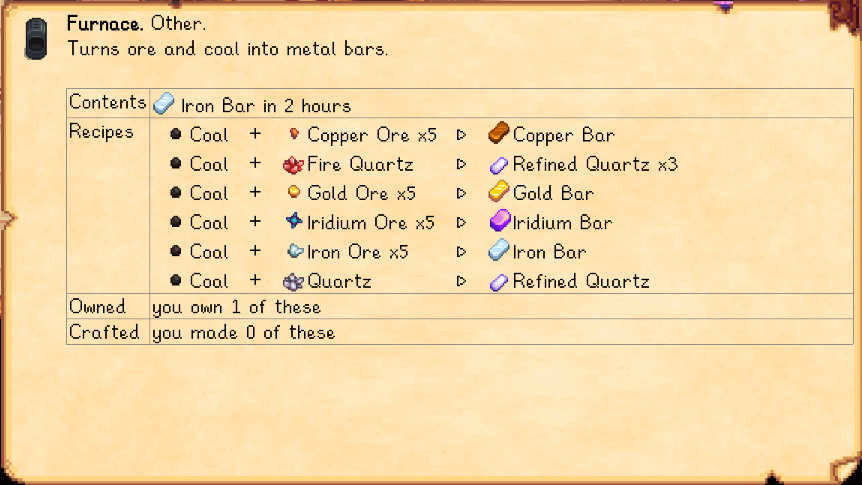 Furnace. Other.
Turns ore and coal into metal bars.
Contents Iron Bar in 2 hours
Recipes Coal + Copper Ore x5 ▷ Copper Bar
Coal + Fire Quartz ▷ Refined Quartz x3
Coal + Gold Ore x5 ▷ Gold Bar
Coal + Iridium Ore x5 ▷ Iridium Bar
Coal + Iron Ore x5 ▷ Iron Bar
Coal + Quartz ▷ Refined Quartz
Owned you own 1 of these
Crafted you made 0 of these